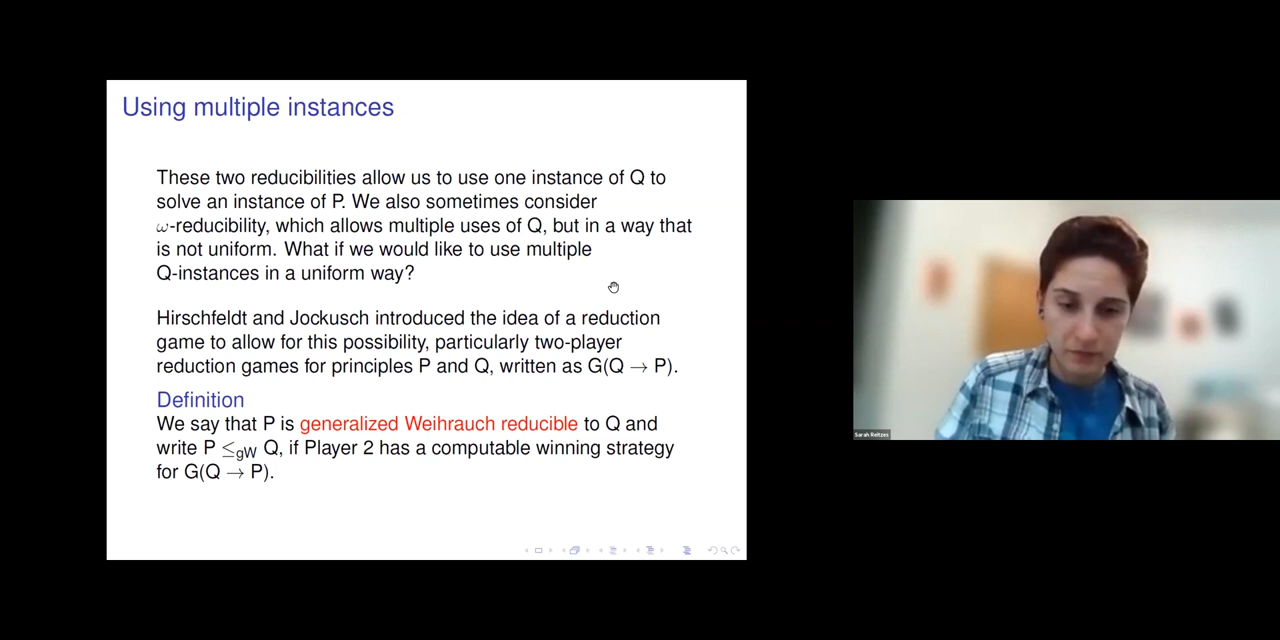 Using multiple instances
These two reducibilities allow us to use one instance of Q to
solve an instance of P. We also sometimes consider
ω-reducibility, which allows multiple uses of Q, but in a way that
is not uniform. What if we would like to use multiple
Q-instances in a uniform way?
Hirschfeldt and Jockusch introduced the idea of a reduction
game to allow for this possibility, particularly two-player
reduction games for principles P and Q, written as G(Q → P).
Definition
We say that P is generalized Weihrauch reducible to Q and
write P ≤gW Q, if Player 2 has a computable winning strategy
for G(Q → P).
Sarah Reitzes